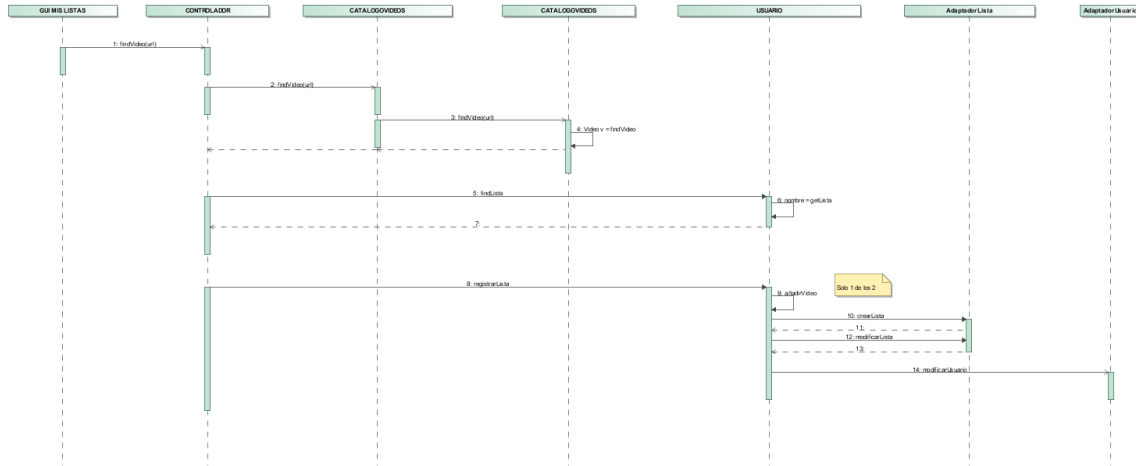 GUI MIS LISTAS
CONTROLADOR
CATALOGOVIDEOS
CATALOGOVIDEOS
USUARIO
AdaptadorLista
AdaptadorUsuario
1: findVideo(url)
2: findVideo(url)
3: findVideo(url)
4: Video v = findVideo
5: findLista
6: nombre = getLista
7:
8: registrarLista
Solo 1 de los 2
9: añadirVideo
10: crearLista
11:
12: modificarLista
13:
14: modificarUsuario